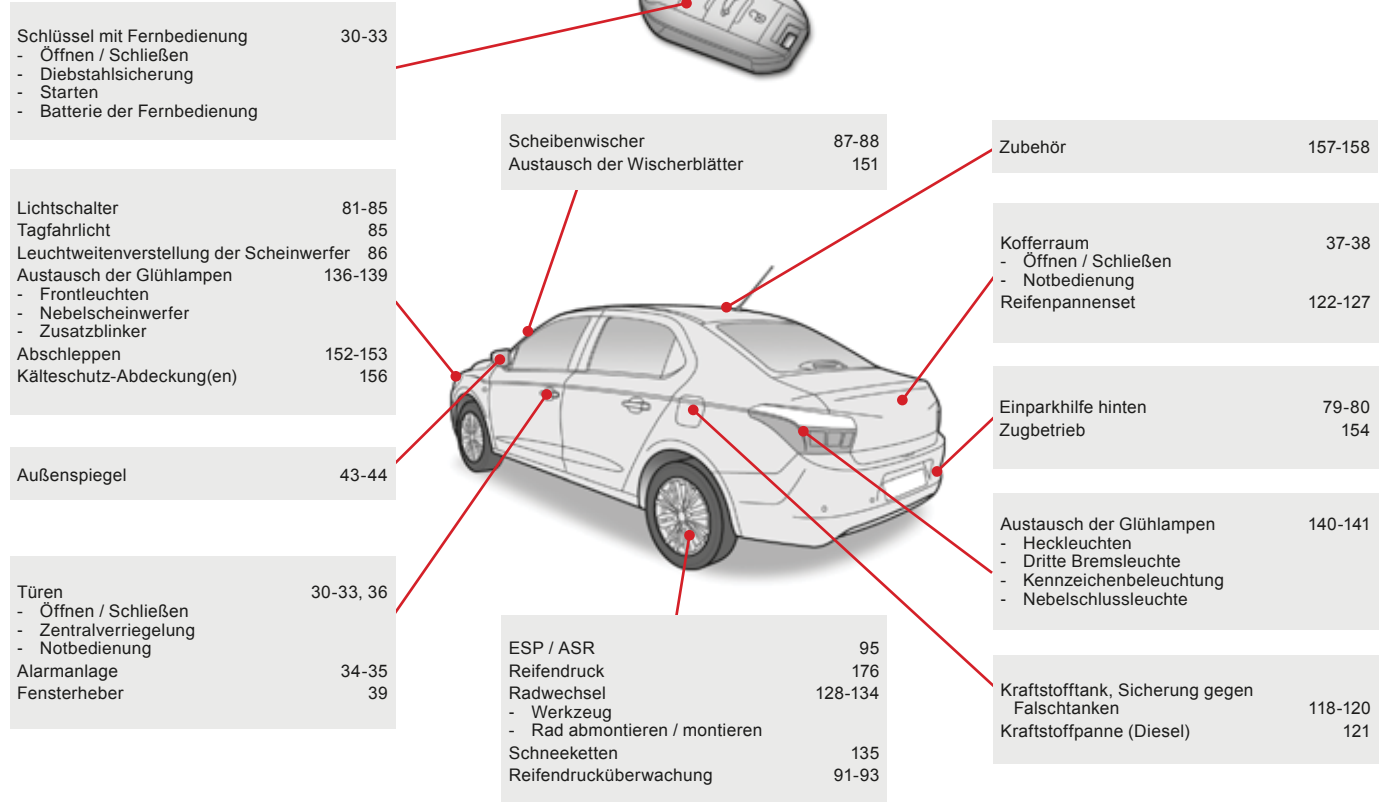 Schlüssel mit Fernbedienung 30-33
- Öffnen / Schließen
- Diebstahlsicherung
- Starten
- Batterie der Fernbedienung
Lichtschalter 81-85
Tagfahrlicht 85
Leuchtweitenverstellung der Scheinwerfer 86
Austausch der Glühlampen 136-139
- Frontleuchten
- Nebelscheinwerfer
- Zusatzblinker
Abschleppen 152-153
Kälteschutz-Abdeckung(en) 156
Außenspiegel 43-44
Türen 30-33, 36
- Öffnen / Schließen
- Zentralverriegelung
- Notbedienung
Alarmanlage 34-35
Fensterheber 39
Scheibenwischer 87-88
Austausch der Wischerblätter 151
ESP / ASR 95
Reifendruck 176
Radwechsel 128-134
- Werkzeug
- Rad abmontieren / montieren
Schneeketten 135
Reifendrucküberwachung 91-93
Zubehör 157-158
Kofferraum 37-38
- Öffnen / Schließen
- Notbedienung
Reifenpannenset 122-127
Einparkhilfe hinten 79-80
Zugbetrieb 154
Austausch der Glühlampen 140-141
- Heckleuchten
- Dritte Bremsleuchte
- Kennzeichenbeleuchtung
- Nebelschlussleuchte
Kraftstofftank, Sicherung gegen
Falschtanken 118-120
Kraftstoffpanne (Diesel) 121